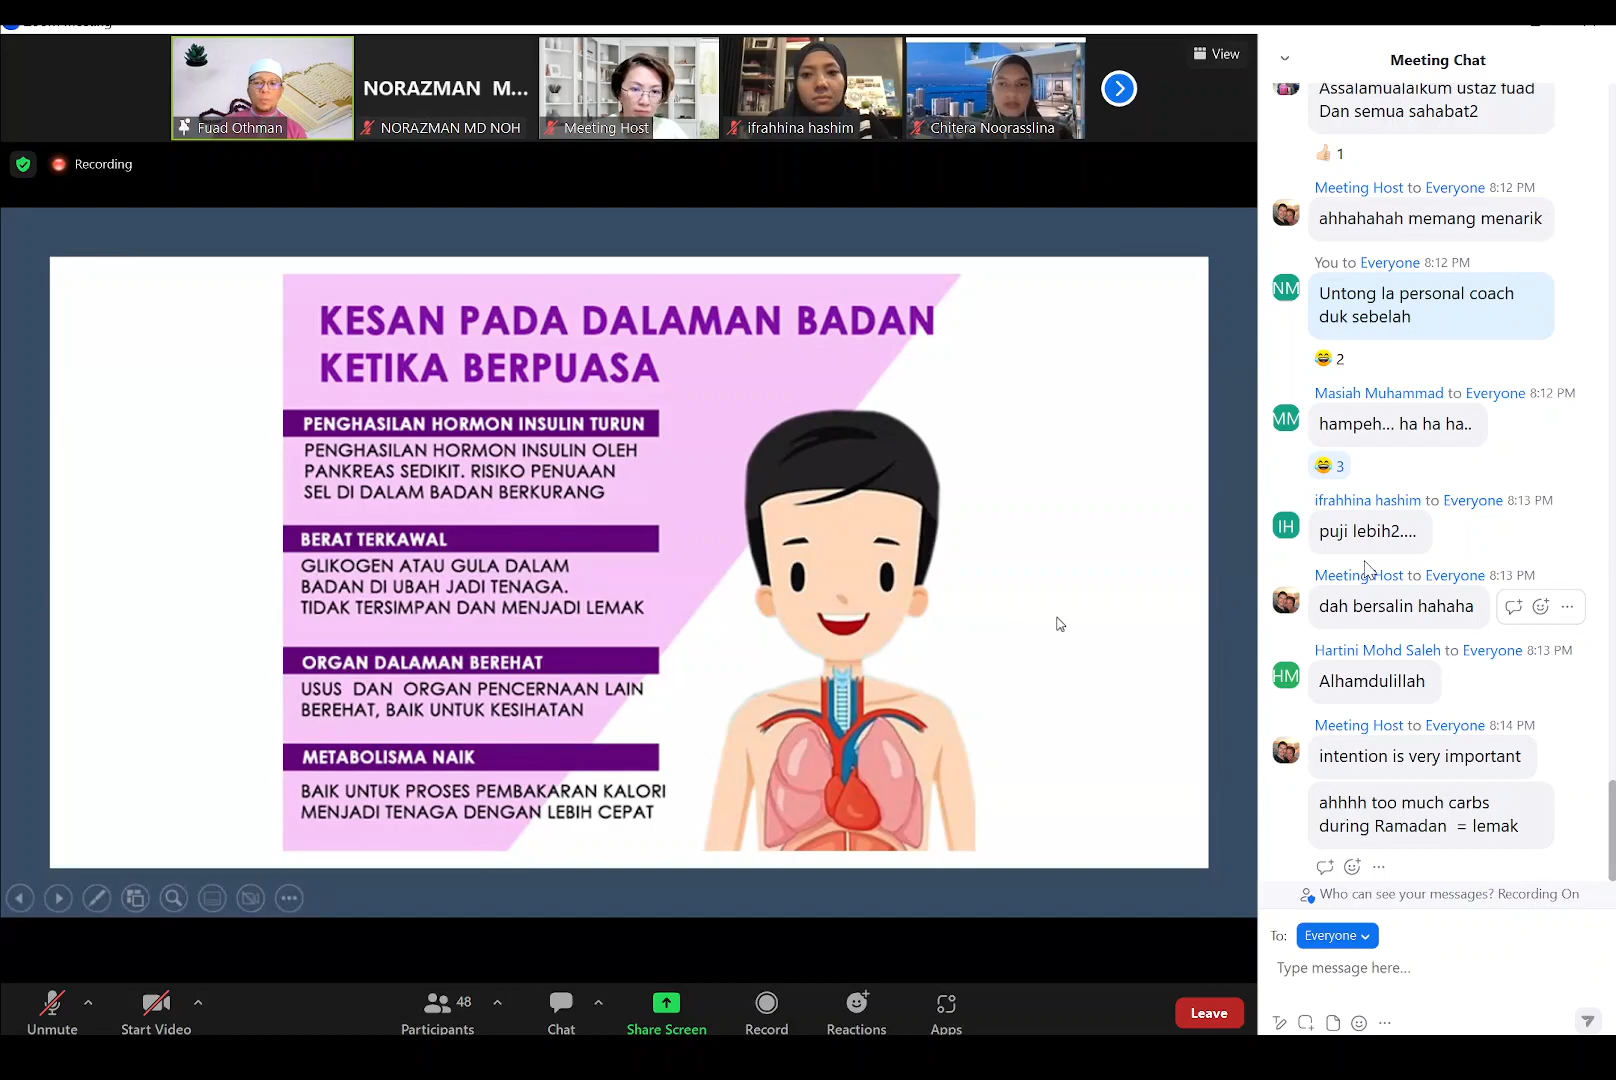 Fuad Othman
NORAZMAN M...
NORAZMAN MD NOH
Meeting Host
ifrahhina hashim
Chitera Noorasslina
View
Recording
KESAN PADA DALAMAN BADAN
KETIKA BERPUASA
PENGHASILAN HORMON INSULIN TURUN
PENGHASILAN HORMON INSULIN OLEH
PANKREAS SEDIKIT. RISIKO PENUAAN
SEL DI DALAM BADAN BERKURANG
BERAT TERKAWAL
GLIKOGEN ATAU GULA DALAM
BADAN DI UBAH JADI TENAGA.
TIDAK TERSIMPAN DAN MENJADI LEMAK
ORGAN DALAMAN BEREHAT
USUS DAN ORGAN PENCERNAAN LAIN
BEREHAT, BAIK UNTUK KESIHATAN
METABOLISMA NAIK
BAIK UNTUK PROSES PEMBAKARAN KALORI
MENJADI TENAGA DENGAN LEBIH CEPAT
Unmute
Start Video
48
Participants
Chat
Share Screen
Record
Reactions
Apps
Leave
Meeting Chat
Assalamualaikum ustaz fuad
Dan semua sahabat2
1
Meeting Host to Everyone 8:12 PM
ahhahahah memang menarik
You to Everyone 8:12 PM
NM
Untong la personal coach
duk sebelah
2
Masiah Muhammad to Everyone 8:12 PM
MM
hampeh... ha ha ha..
3
ifrahhina hashim to Everyone 8:13 PM
IH
puji lebih2....
Meeting Host to Everyone 8:13 PM
dah bersalin hahaha
Hartini Mohd Saleh to Everyone 8:13 PM
HM
Alhamdulillah
Meeting Host to Everyone 8:14 PM
intention is very important
ahhhh too much carbs
during Ramadan = lemak
Who can see your messages? Recording On
To: Everyone
Type message here...